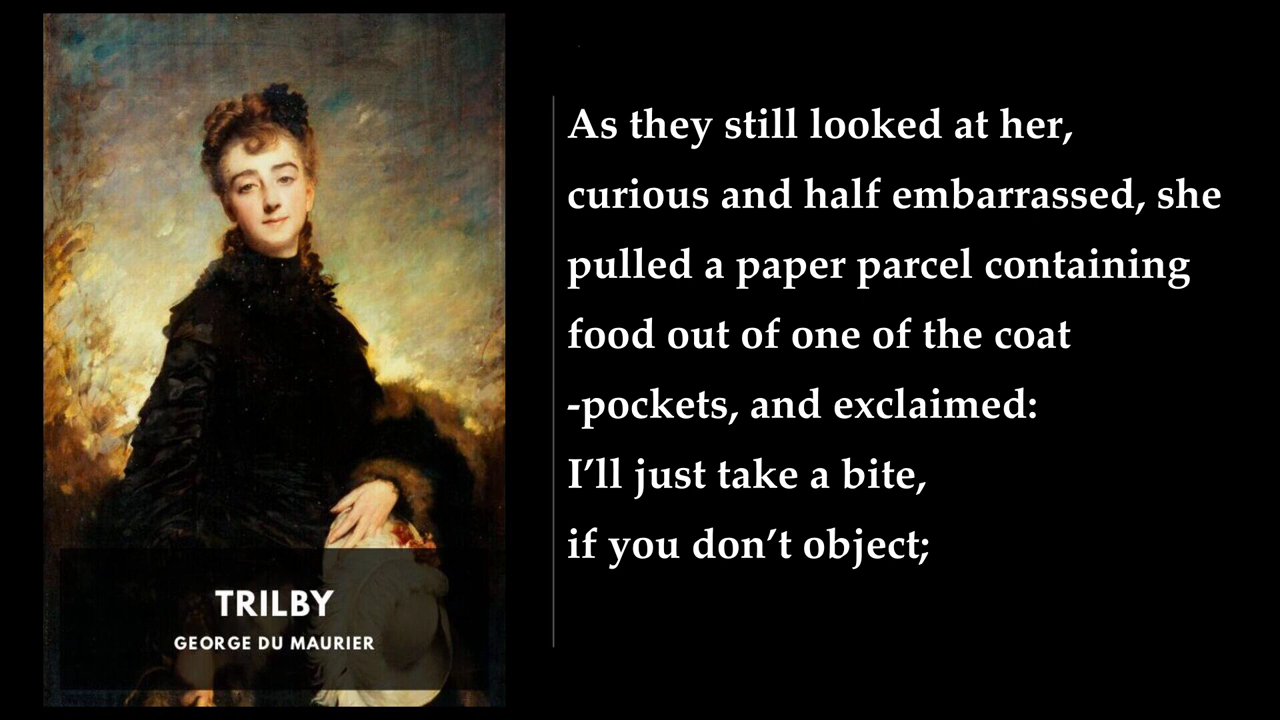 TRILBY
GEORGE DU MAURIER
As they still looked at her,
curious and half embarrassed, she
pulled a paper parcel containing
food out of one of the coat
-pockets, and exclaimed:
I’ll just take a bite,
if you don’t object;